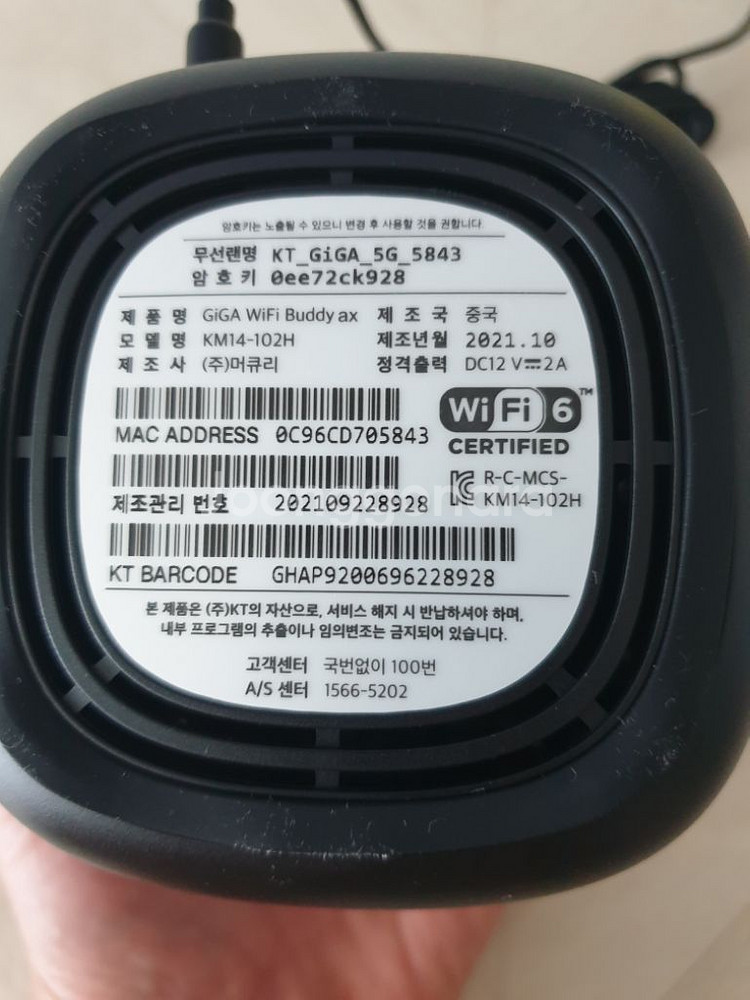 암호키는 노출될 수 있으니 변경 후 사용할 것을 권합니다.
무선랜명 KT_GiGA_5G_5843
암 호 키 0ee72ck928
제 품 명 GiGA WiFi Buddy ax 제 조 국 중국
모 델 명 KM14-102H 제조년월 2021.10
제 조 사 (주)머큐리 정격출력 DC12 V⎓2A
Wi Fi 6 ™
CERTIFIED
MAC ADDRESS 0C96CD705843
R-C-MCS-
KM14-102H
제조관리 번호 202109228928
joonggonara
KT BARCODE GHAP9200696228928
본 제품은 (주)KT의 자산으로, 서비스 해지 시 반납하셔야 하며,
내부 프로그램의 추출이나 임의변조는 금지되어 있습니다.
고객센터 국번없이 100번
A/S 센터 1566-5202